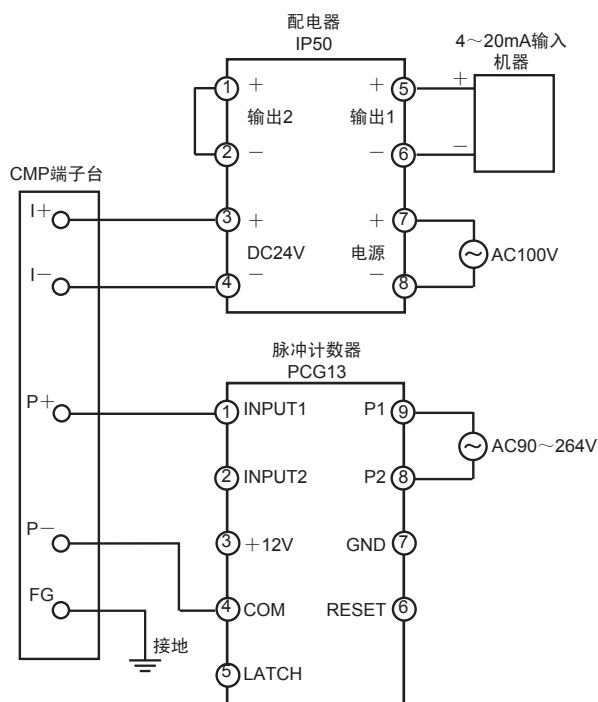 配电器
IP50
4～20mA输入
机器
① + + ⑤ +
输出2 输出1
② － － ⑥ －
CMP端子台
I＋ ③ + + ⑦
DC24V 电源 AC100V
I－ ④ － － ⑧
脉冲计数器
PCG13
P＋ ① INPUT1 P1 ⑨
AC90～264V
② INPUT2 P2 ⑧
P－ ③ ＋12V GND ⑦
FG ④ COM RESET ⑥
接地
⑤ LATCH